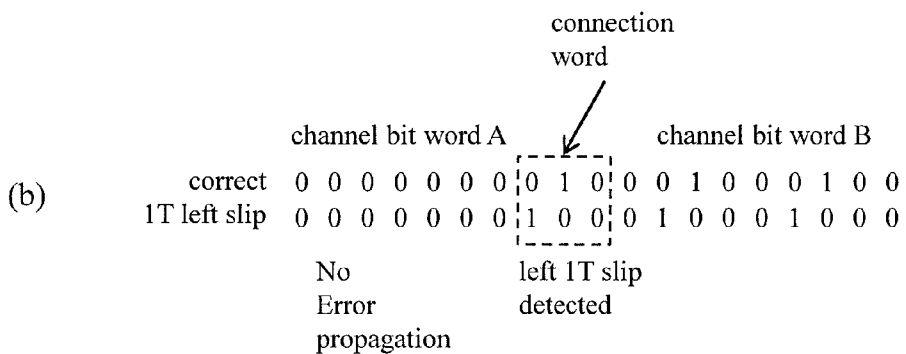 connection
word
channel bit word A
channel bit word B
(b)
correct 0 0 0 0 0 0 0 0 1 0 0 0 1 0 0 0 1 0 0
1T left slip 0 0 0 0 0 0 0 1 0 0 0 1 0 0 0 1 0 0 0
No
Error
propagation
left 1T slip
detected